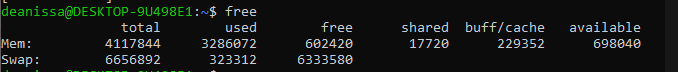 deanissa@DESKTOP-9U498E1:~$ free
total used free shared buff/cache available
Mem: 4117844 3286072 602420 17720 229352 698040
Swap: 6656892 323312 6333580